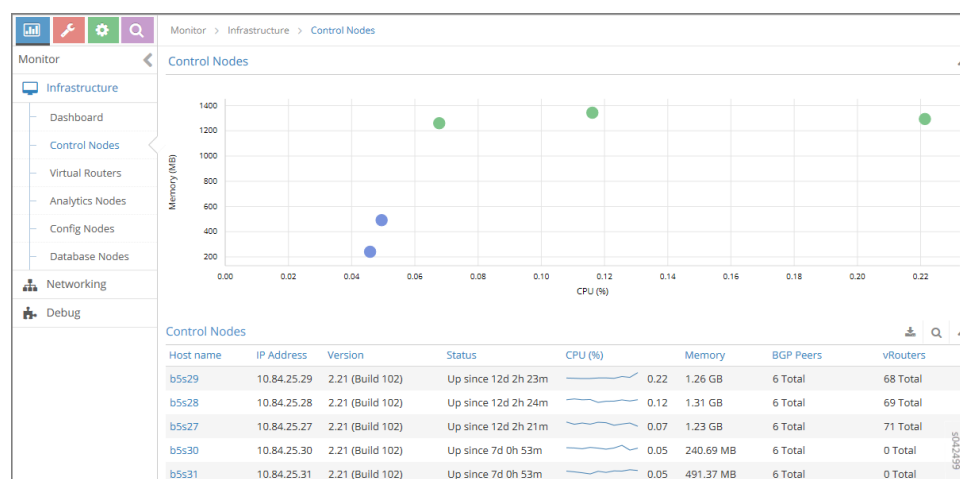 Monitor > Infrastructure > Control Nodes
Monitor
Infrastructure
Dashboard
Control Nodes
Virtual Routers
Analytics Nodes
Config Nodes
Database Nodes
Networking
Debug
Control Nodes
Memory (MB)
1400
1200
1000
800
600
400
200
0.00 0.02 0.04 0.06 0.08 0.10 0.12 0.14 0.16 0.18 0.20 0.22
CPU (%)
Control Nodes
Host name IP Address Version Status CPU (%) Memory BGP Peers vRouters
b5s29 10.84.25.29 2.21 (Build 102) Up since 12d 2h 23m 0.22 1.26 GB 6 Total 68 Total
b5s28 10.84.25.28 2.21 (Build 102) Up since 12d 2h 24m 0.12 1.31 GB 6 Total 69 Total
b5s27 10.84.25.27 2.21 (Build 102) Up since 12d 2h 21m 0.07 1.23 GB 6 Total 71 Total
b5s30 10.84.25.30 2.21 (Build 102) Up since 7d 0h 53m 0.05 240.69 MB 6 Total 0 Total
b5s31 10.84.25.31 2.21 (Build 102) Up since 7d 0h 53m 0.05 491.37 MB 6 Total 0 Total
s042499